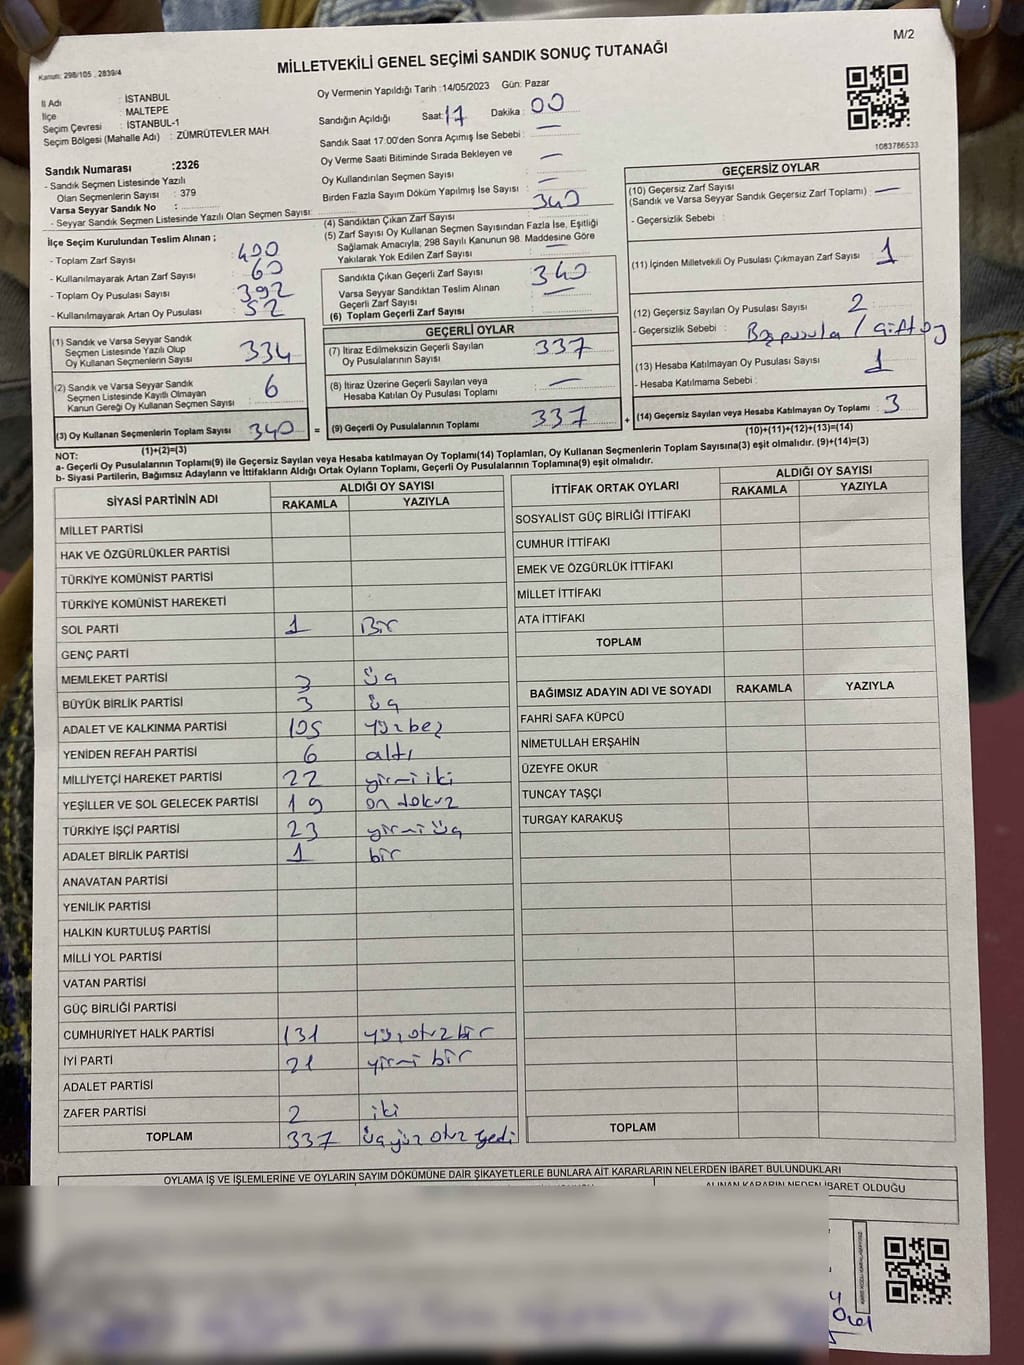 M/2
Kanun: 298/105 , 2839/4
MİLLETVEKİLİ GENEL SEÇİMİ SANDIK SONUÇ TUTANAĞI
İl Adı : İSTANBUL
İlçe : MALTEPE
Seçim Çevresi : İSTANBUL-1
Seçim Bölgesi (Mahalle Adı) : ZÜMRÜTEVLER MAH.
Sandık Numarası :2326
- Sandık Seçmen Listesinde Yazılı
Olan Seçmenlerin Sayısı : 379
Varsa Seyyar Sandık No :
- Seyyar Sandık Seçmen Listesinde Yazılı Olan Seçmen Sayısı:
Oy Vermenin Yapıldığı Tarih :14/05/2023 Gün: Pazar
Sandığın Açıldığı Saat: 17 Dakika : 00
Sandık Saat 17:00'den Sonra Açımış İse Sebebi : —
Oy Verme Saati Bitiminde Sırada Bekleyen ve
Oy Kullandırılan Seçmen Sayısı : —
Birden Fazla Sayım Döküm Yapılmış İse Sayısı : —
(4) Sandıktan Çıkan Zarf Sayısı : 340
(5) Zarf Sayısı Oy Kullanan Seçmen Sayısından Fazla İse, Eşitliği
Sağlamak Amacıyla, 298 Sayılı Kanunun 98. Maddesine Göre
Yakılarak Yok Edilen Zarf Sayısı : —
1083786533
GEÇERSİZ OYLAR
(10) Geçersiz Zarf Sayısı : —
(Sandık ve Varsa Seyyar Sandık Geçersiz Zarf Toplamı)
- Geçersizlik Sebebi :
(11) İçinden Milletvekili Oy Pusulası Çıkmayan Zarf Sayısı : 1
(12) Geçersiz Sayılan Oy Pusulası Sayısı : 2
- Geçersizlik Sebebi :
(13) Hesaba Katılmayan Oy Pusulası Sayısı : 1
- Hesaba Katılmama Sebebi :
(14) Geçersiz Sayılan veya Hesaba Katılmayan Oy Toplamı : 3
(10)+(11)+(12)+(13)=(14)
İlçe Seçim Kurulundan Teslim Alınan ;
- Toplam Zarf Sayısı : 400
- Kullanılmayarak Artan Zarf Sayısı : 60
- Toplam Oy Pusulası Sayısı : 392
- Kullanılmayarak Artan Oy Pusulası : 52
(1) Sandık ve Varsa Seyyar Sandık
Seçmen Listesinde Yazılı Olup
Oy Kullanan Seçmenlerin Sayısı : 334
(2) Sandık ve Varsa Seyyar Sandık
Seçmen Listesinde Kayıtlı Olmayan
Kanun Gereği Oy Kullanan Seçmen Sayısı : 6
(3) Oy Kullanan Seçmenlerin Toplam Sayısı : 340
(1)+(2)=(3)
Sandıkta Çıkan Geçerli Zarf Sayısı : 340
Varsa Seyyar Sandıktan Teslim Alınan
Geçerli Zarf Sayısı : —
(6) Toplam Geçerli Zarf Sayısı :
GEÇERLİ OYLAR
(7) İtiraz Edilmeksizin Geçerli Sayılan
Oy Pusulalarının Sayısı : 337
(8) İtiraz Üzerine Geçerli Sayılan veya
Hesaba Katılan Oy Pusulası Toplamı : —
= (9) Geçerli Oy Pusulalarının Toplamı : 337 +
NOT:
a- Geçerli Oy Pusulalarının Toplamı(9) ile Geçersiz Sayılan veya Hesaba katılmayan Oy Toplamı(14) Toplamları, Oy Kullanan Seçmenlerin Toplam Sayısına(3) eşit olmalıdır. (9)+(14)=(3)
b- Siyasi Partilerin, Bağımsız Adayların ve İttifakların Aldığı Ortak Oyların Toplamı, Geçerli Oy Pusulalarının Toplamına(9) eşit olmalıdır.
SİYASİ PARTİNİN ADI ALDIĞI OY SAYISI
RAKAMLA YAZIYLA
MİLLET PARTİSİ
HAK VE ÖZGÜRLÜKLER PARTİSİ
TÜRKİYE KOMÜNİST PARTİSİ
TÜRKİYE KOMÜNİST HAREKETİ
SOL PARTİ 1 Bir
GENÇ PARTİ
MEMLEKET PARTİSİ 3 üç
BÜYÜK BİRLİK PARTİSİ 3 üç
ADALET VE KALKINMA PARTİSİ 105 yüzbeş
YENİDEN REFAH PARTİSİ 6 altı
MİLLİYETÇİ HAREKET PARTİSİ 22 yirmi iki
YEŞİLLER VE SOL GELECEK PARTİSİ 19 on dokuz
TÜRKİYE İŞÇİ PARTİSİ 23 yirmi üç
ADALET BİRLİK PARTİSİ 1 bir
ANAVATAN PARTİSİ
YENİLİK PARTİSİ
HALKIN KURTULUŞ PARTİSİ
MİLLİ YOL PARTİSİ
VATAN PARTİSİ
GÜÇ BİRLİĞİ PARTİSİ
CUMHURİYET HALK PARTİSİ 131 yüz otuz bir
İYİ PARTİ 21 yirmi bir
ADALET PARTİSİ
ZAFER PARTİSİ 2 iki
TOPLAM 337 üçyüz otuz yedi
İTTİFAK ORTAK OYLARI ALDIĞI OY SAYISI
RAKAMLA YAZIYLA
SOSYALİST GÜÇ BİRLİĞİ İTTİFAKI
CUMHUR İTTİFAKI
EMEK VE ÖZGÜRLÜK İTTİFAKI
MİLLET İTTİFAKI
ATA İTTİFAKI
TOPLAM
BAĞIMSIZ ADAYIN ADI VE SOYADI RAKAMLA YAZIYLA
FAHRİ SAFA KÜPCÜ
NİMETULLAH ERŞAHİN
ÜZEYFE OKUR
TUNCAY TAŞÇI
TURGAY KARAKUŞ
TOPLAM
OYLAMA İŞ VE İŞLEMLERİNE VE OYLARIN SAYIM DÖKÜMÜNE DAİR ŞİKAYETLERLE BUNLARA AİT KARARLARIN NELERDEN İBARET BULUNDUKLARI
ALINAN KARARIN NEDEN İBARET OLDUĞU